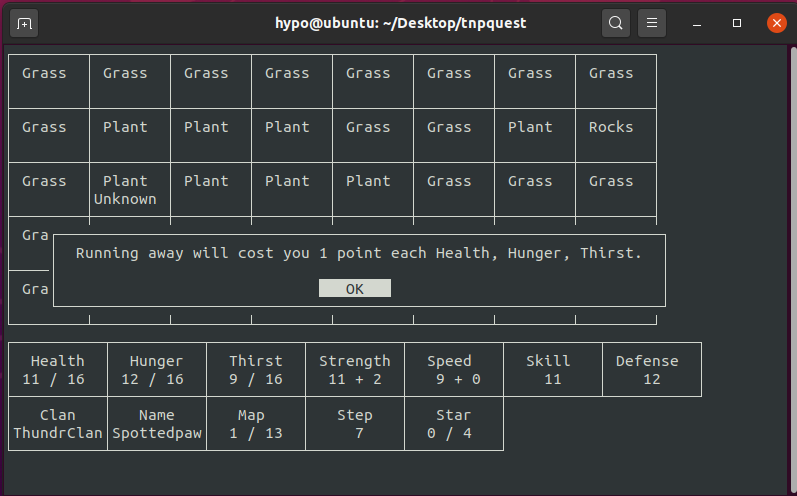 hypo@ubuntu: ~/Desktop/tnpquest
Grass Grass Grass Grass Grass Grass Grass Grass
Grass Plant Plant Plant Grass Grass Plant Rocks
Grass Plant Plant Plant Plant Grass Grass Grass
Unknown
Gra
Running away will cost you 1 point each Health, Hunger, Thirst.
Gra
OK
Health Hunger Thirst Strength Speed Skill Defense
11 / 16 12 / 16 9 / 16 11 + 2 9 + 0 11 12
Clan Name Map Step Star
ThundrClan Spottedpaw 1 / 13 7 0 / 4